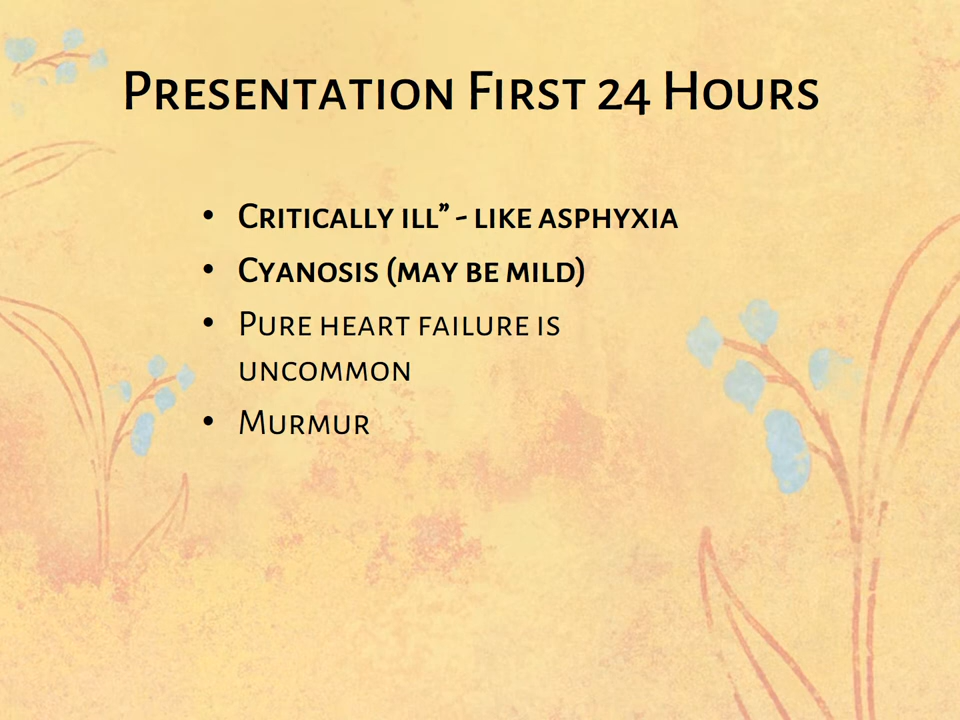 Presentation First 24 Hours
• Critically ill” - like asphyxia
• Cyanosis (may be mild)
• Pure heart failure is
uncommon
• Murmur